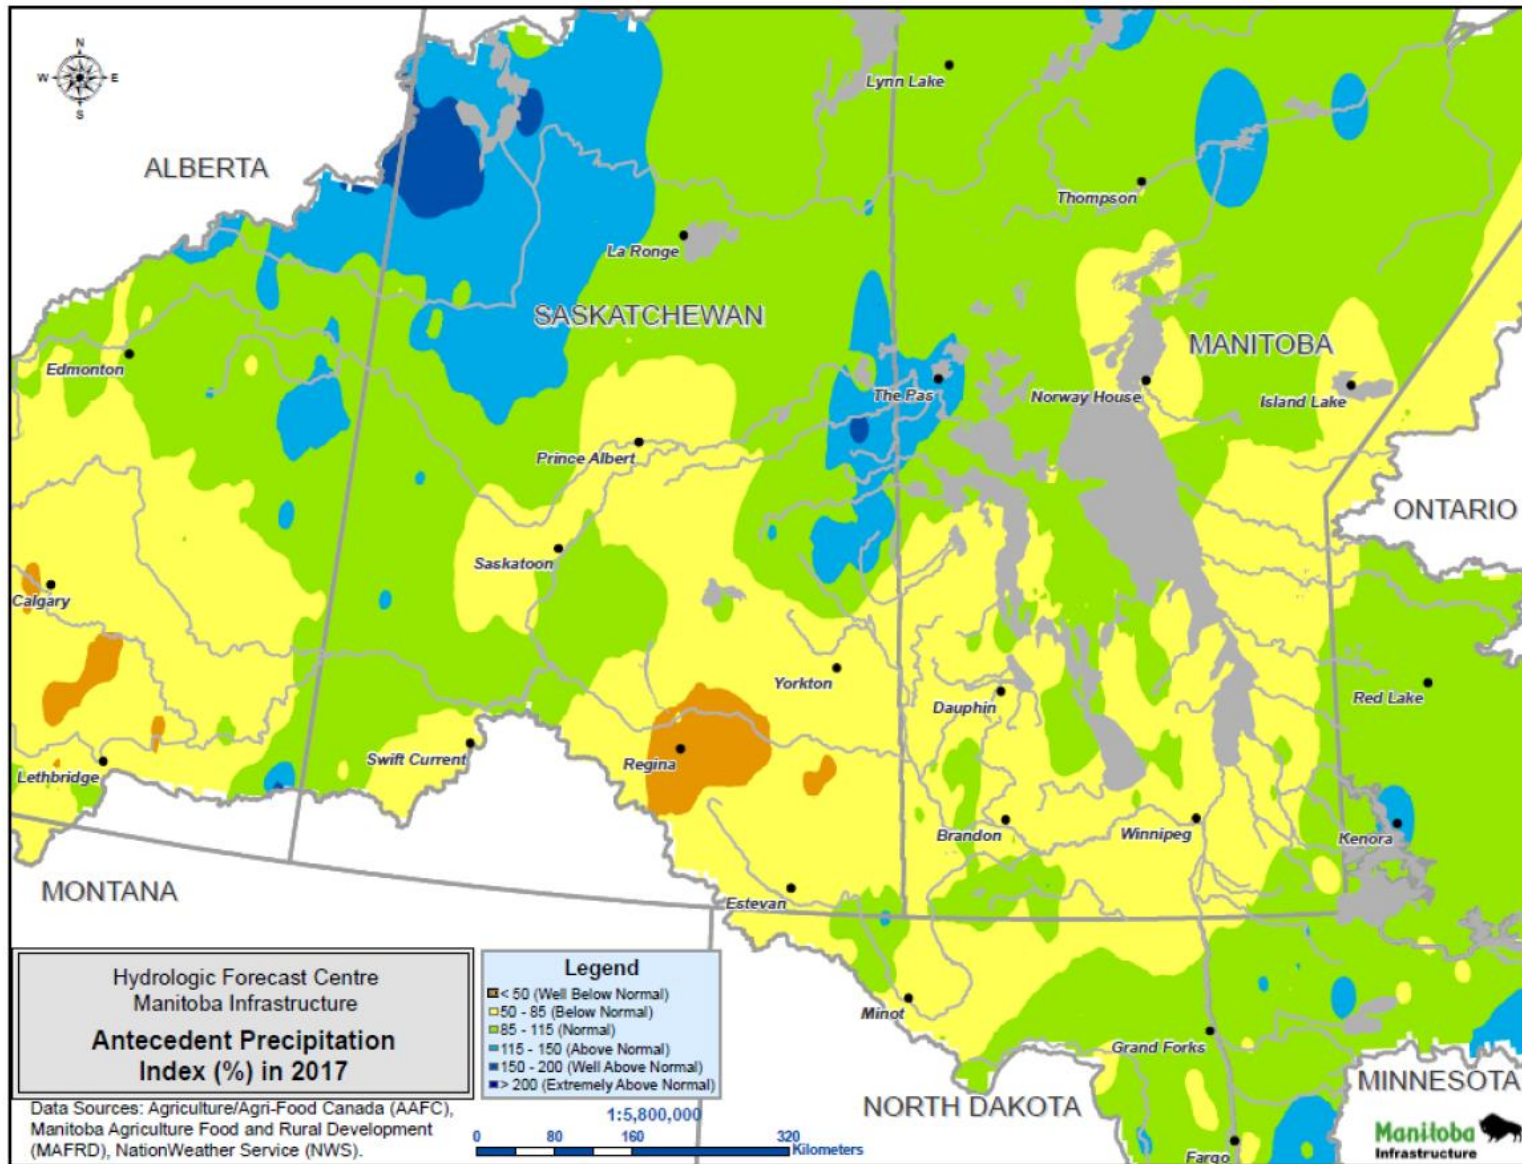 N
W E
S
ALBERTA
Lynn Lake
Thompson
La Ronge
SASKATCHEWAN
MANITOBA
Edmonton
The Pas
Norway House
Island Lake
Prince Albert
ONTARIO
Saskatoon
Calgary
Yorkton
Dauphin
Red Lake
Swift Current
Regina
Lethbridge
Brandon
Winnipeg
Kenora
MONTANA
Estevan
Minot
Grand Forks
MINNESOTA
NORTH DAKOTA
Fargo
Hydrologic Forecast Centre
Manitoba Infrastructure
Antecedent Precipitation
Index (%) in 2017
Legend
< 50 (Well Below Normal)
50 - 85 (Below Normal)
85 - 115 (Normal)
115 - 150 (Above Normal)
150 - 200 (Well Above Normal)
> 200 (Extremely Above Normal)
Data Sources: Agriculture/Agri-Food Canada (AAFC),
Manitoba Agriculture Food and Rural Development
(MAFRD), NationWeather Service (NWS).
1:5,800,000
0 80 160 320
Kilometers
Manitoba
Infrastructure